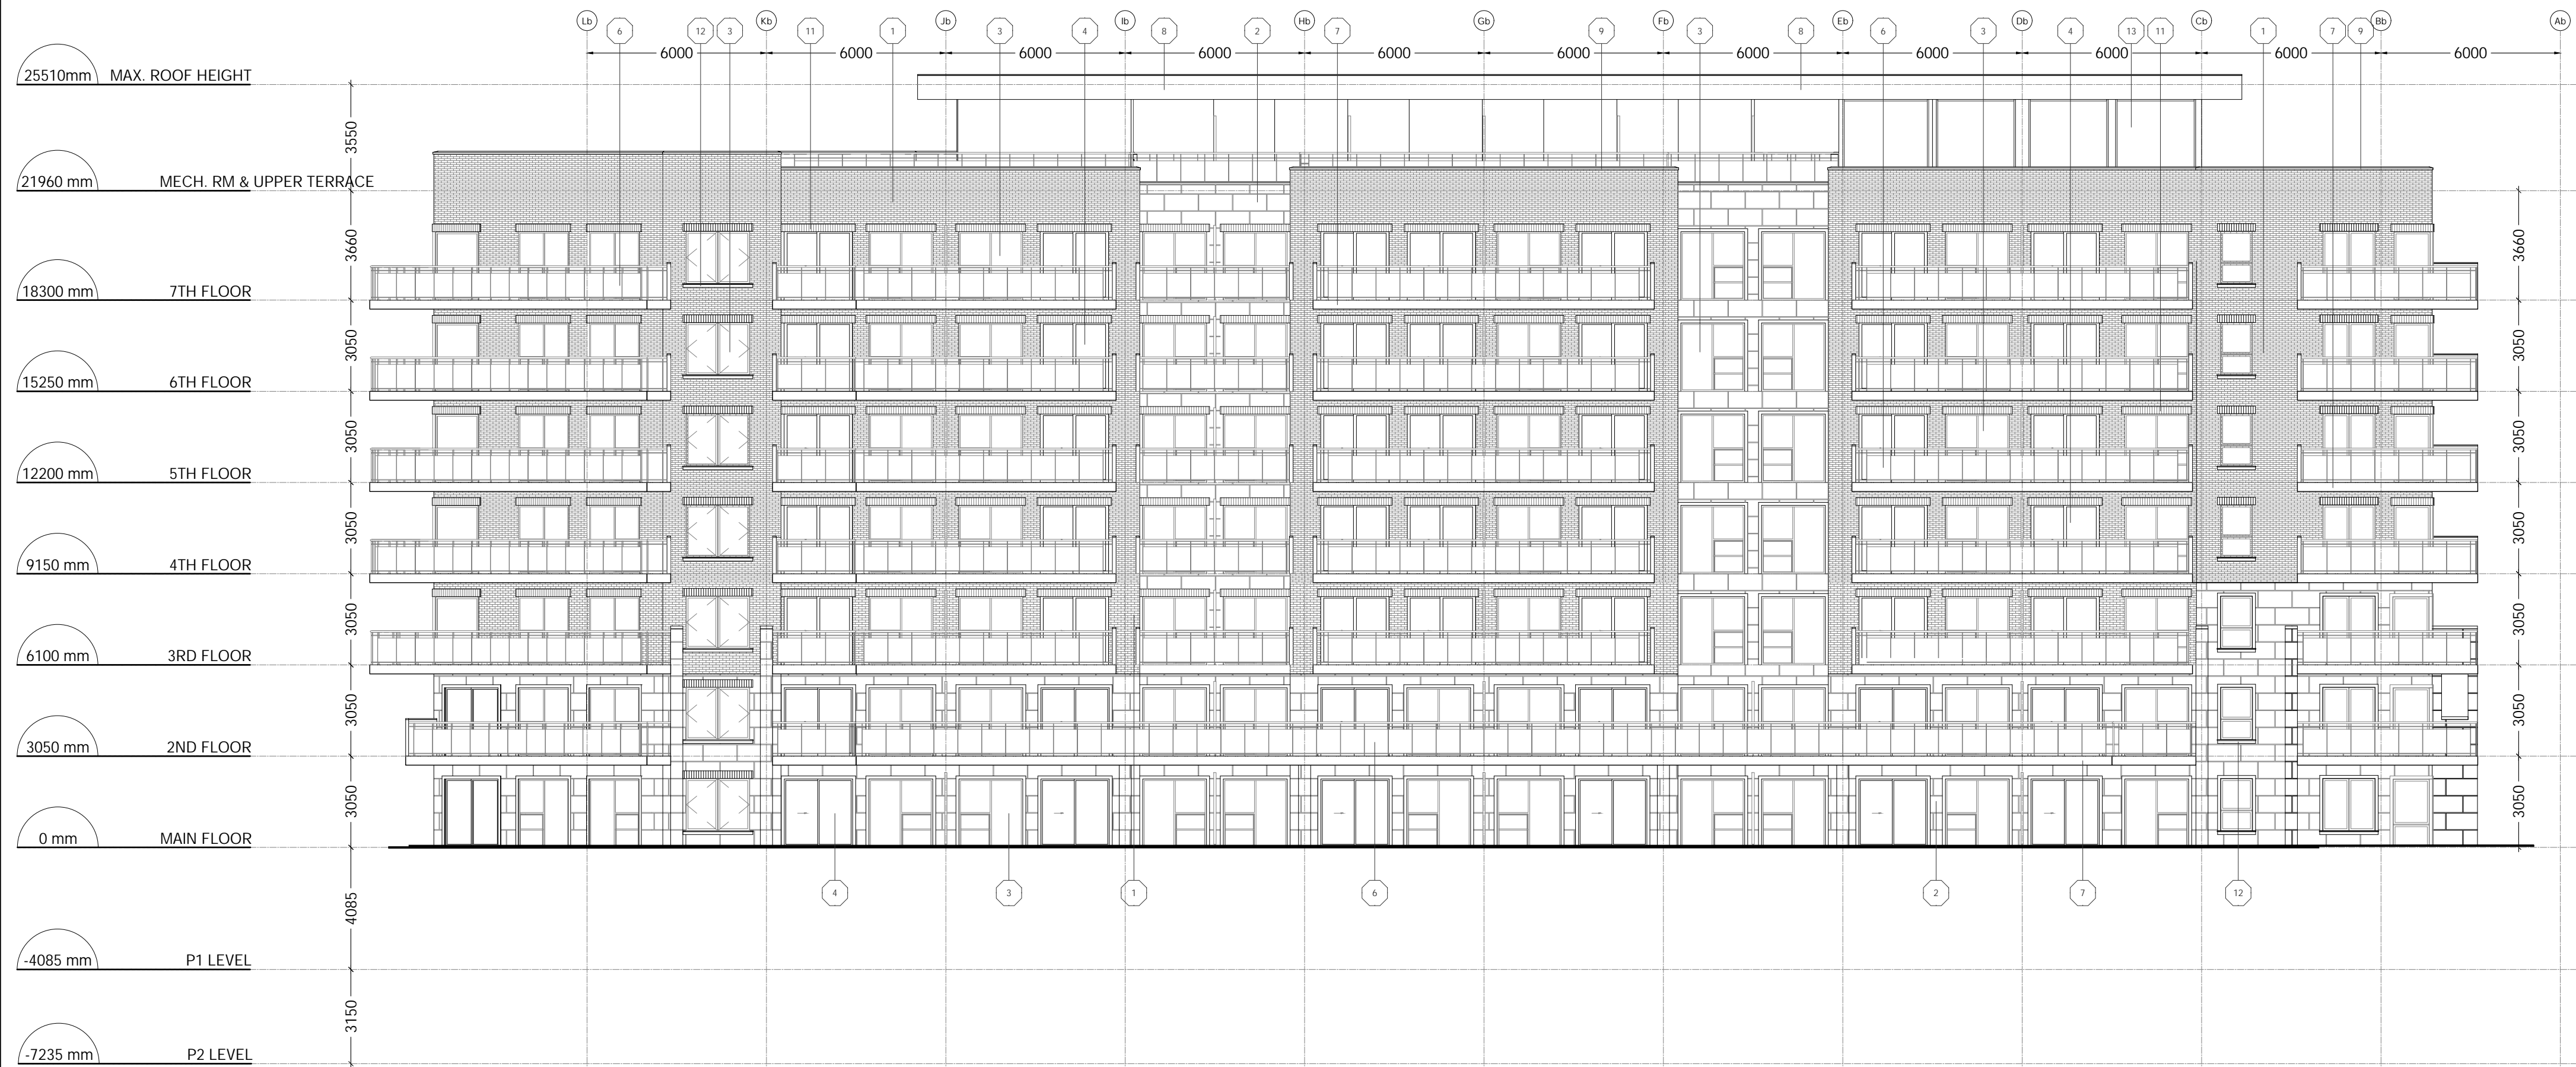 Lb Kb Jb Ib Hb Gb Fb Eb Db Cb Bb Ab
6 12 3 11 1 3 4 8 2 7 9 3 8 6 3 4 13 11 1 7 9
6000 6000 6000 6000 6000 6000 6000 6000 6000 6000 6000
25510mm MAX. ROOF HEIGHT
3550
21960 mm MECH. RM & UPPER TERRACE
3660 3660
18300 mm 7TH FLOOR
3050 3050
15250 mm 6TH FLOOR
3050 3050
12200 mm 5TH FLOOR
3050 3050
9150 mm 4TH FLOOR
3050 3050
6100 mm 3RD FLOOR
3050 3050
3050 mm 2ND FLOOR
3050 3050
0 mm MAIN FLOOR
4 3 1 6 2 7 12
4085
-4085 mm P1 LEVEL
3150
-7235 mm P2 LEVEL